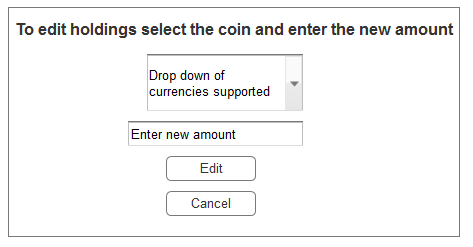 To edit holdings select the coin and enter the new amount
Drop down of
currencies supported
Enter new amount
Edit
Cancel